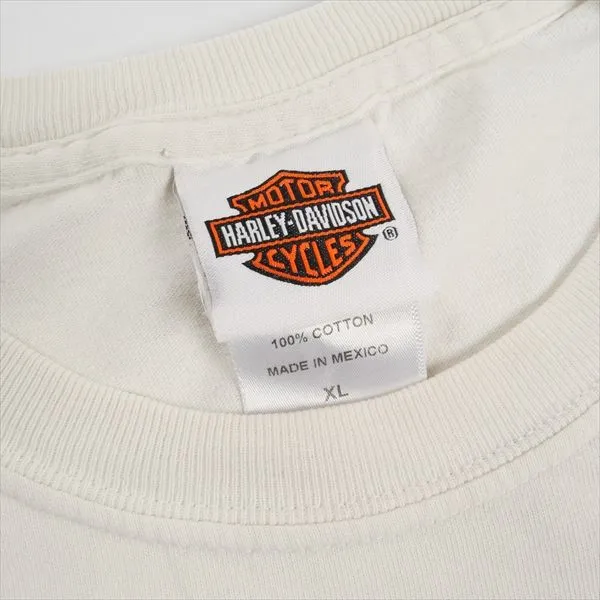 MOTOR
HARLEY-DAVIDSON
CYCLES
®
100% COTTON
MADE IN MEXICO
XL